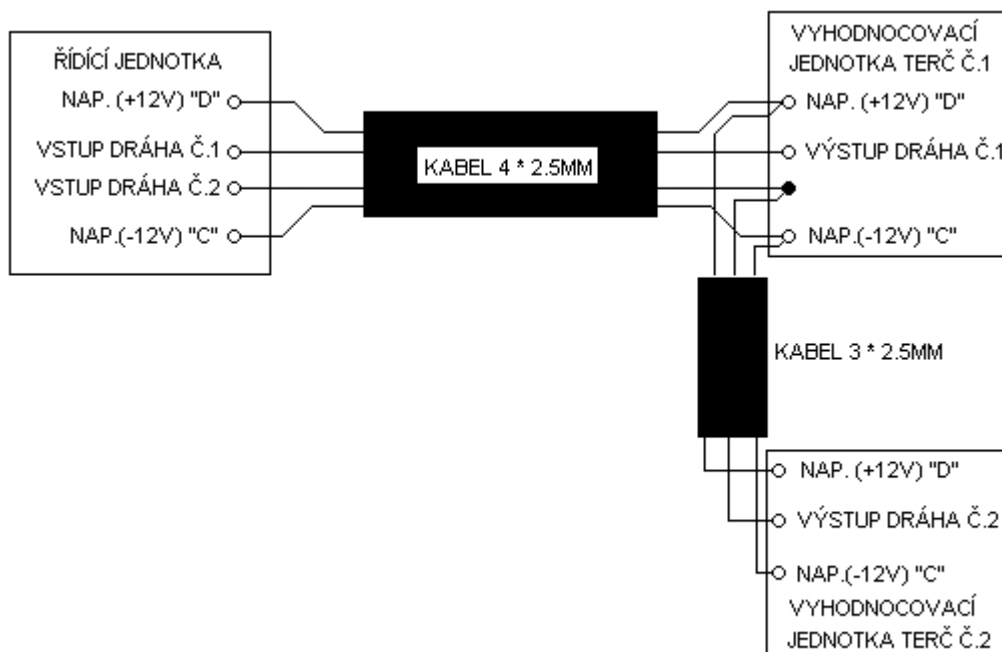 ŘÍDÍCÍ JEDNOTKA
NAP. (+12V) "D"
VSTUP DRÁHA Č.1
VSTUP DRÁHA Č.2
NAP.(-12V) "C"
KABEL 4 * 2.5MM
VYHODNOCOVACÍ
JEDNOTKA TERČ Č.1
NAP. (+12V) "D"
VÝSTUP DRÁHA Č.1
NAP.(-12V) "C"
KABEL 3 * 2.5MM
NAP. (+12V) "D"
VÝSTUP DRÁHA Č.2
NAP.(-12V) "C"
VYHODNOCOVACÍ
JEDNOTKA TERČ Č.2